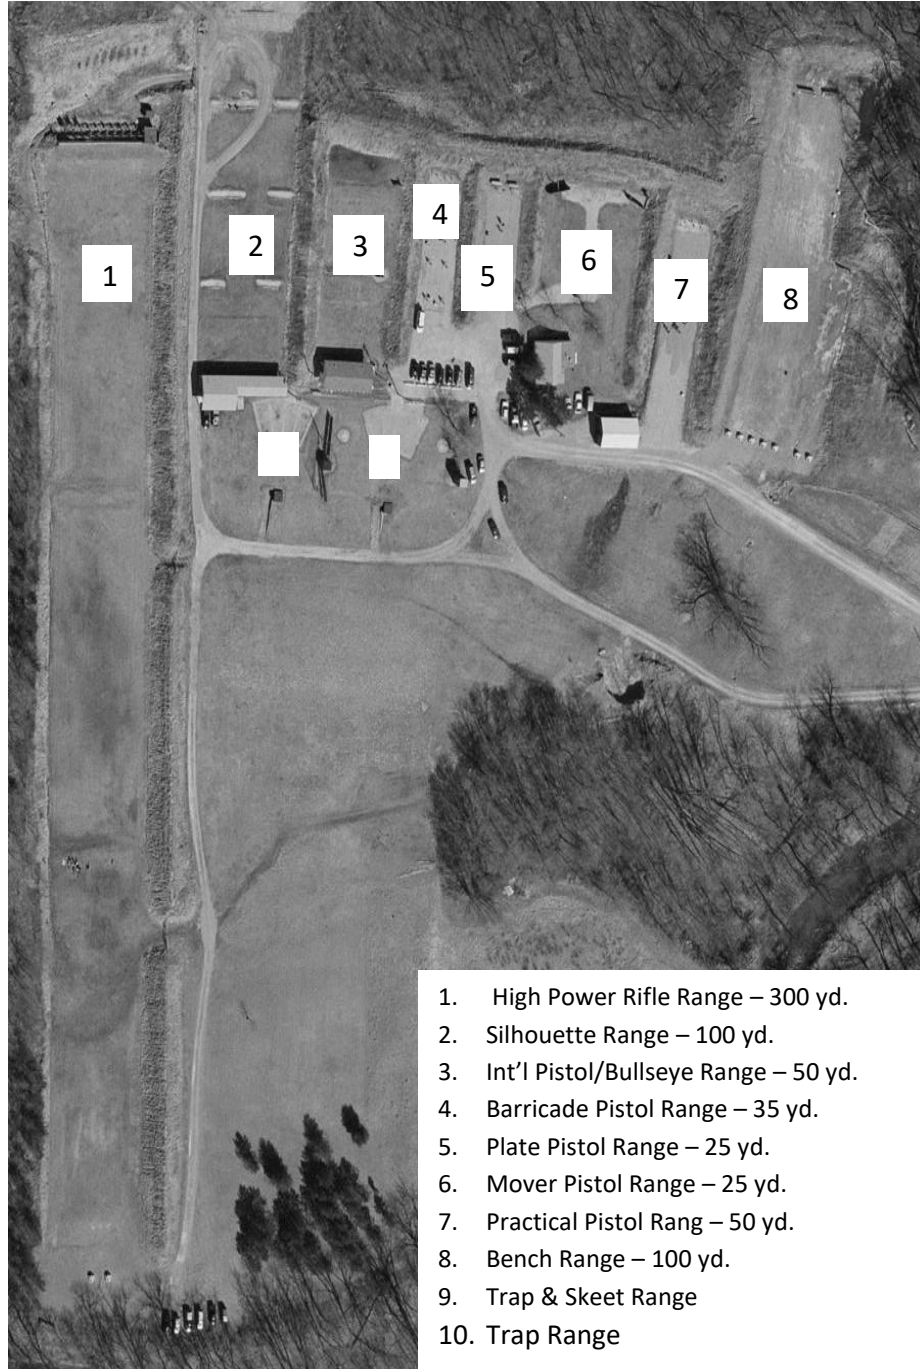 1
2
3
4
5
6
7
8
1. High Power Rifle Range – 300 yd.
2. Silhouette Range – 100 yd.
3. Int’l Pistol/Bullseye Range – 50 yd.
4. Barricade Pistol Range – 35 yd.
5. Plate Pistol Range – 25 yd.
6. Mover Pistol Range – 25 yd.
7. Practical Pistol Rang – 50 yd.
8. Bench Range – 100 yd.
9. Trap & Skeet Range
10. Trap Range